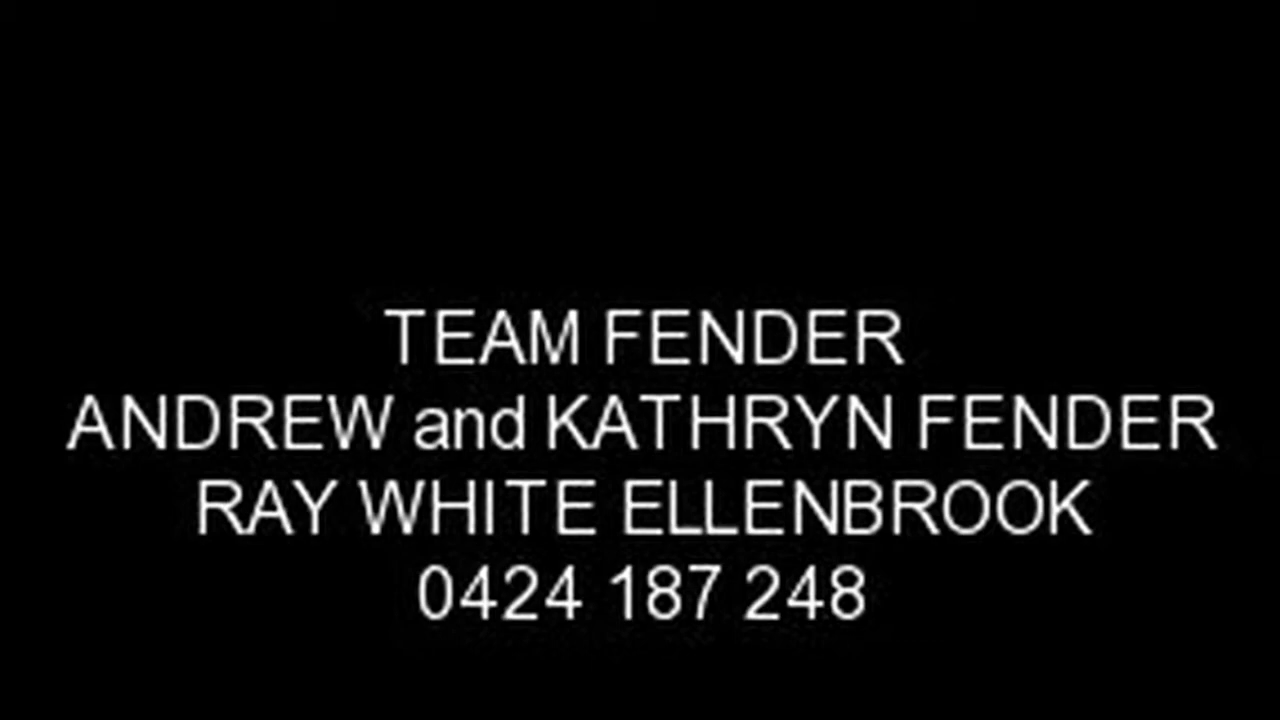 TEAM FENDER
ANDREW and KATHRYN FENDER
RAY WHITE ELLENBROOK
0424 187 248